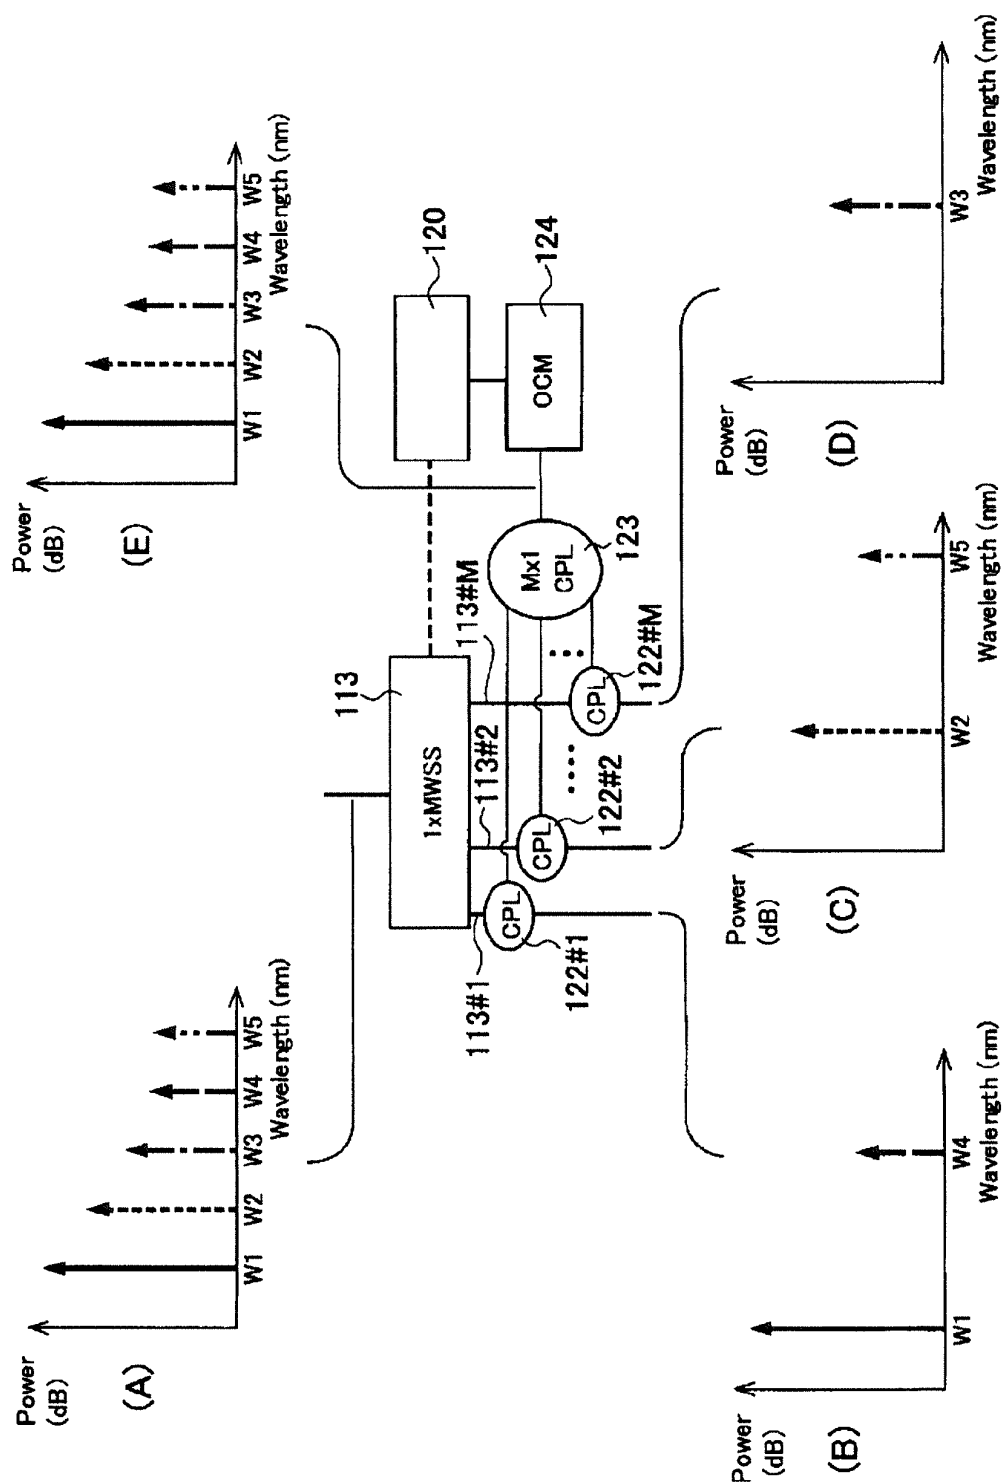 Power
(dB)
(A)
W1
W2
W3
W4
W5
Wavelength (nm)
Power
(dB)
(E)
W1
W2
W3
W4
W5
Wavelength (nm)
113
1xMWSS
120
124
OCM
113#1
113#2
113#M
Mx1
CPL
123
CPL
122#1
CPL
122#2
CPL
122#M
Power
(dB)
(B)
W1
W4
Wavelength (nm)
Power
(dB)
(C)
W2
W5
Wavelength (nm)
Power
(dB)
(D)
W3
Wavelength (nm)